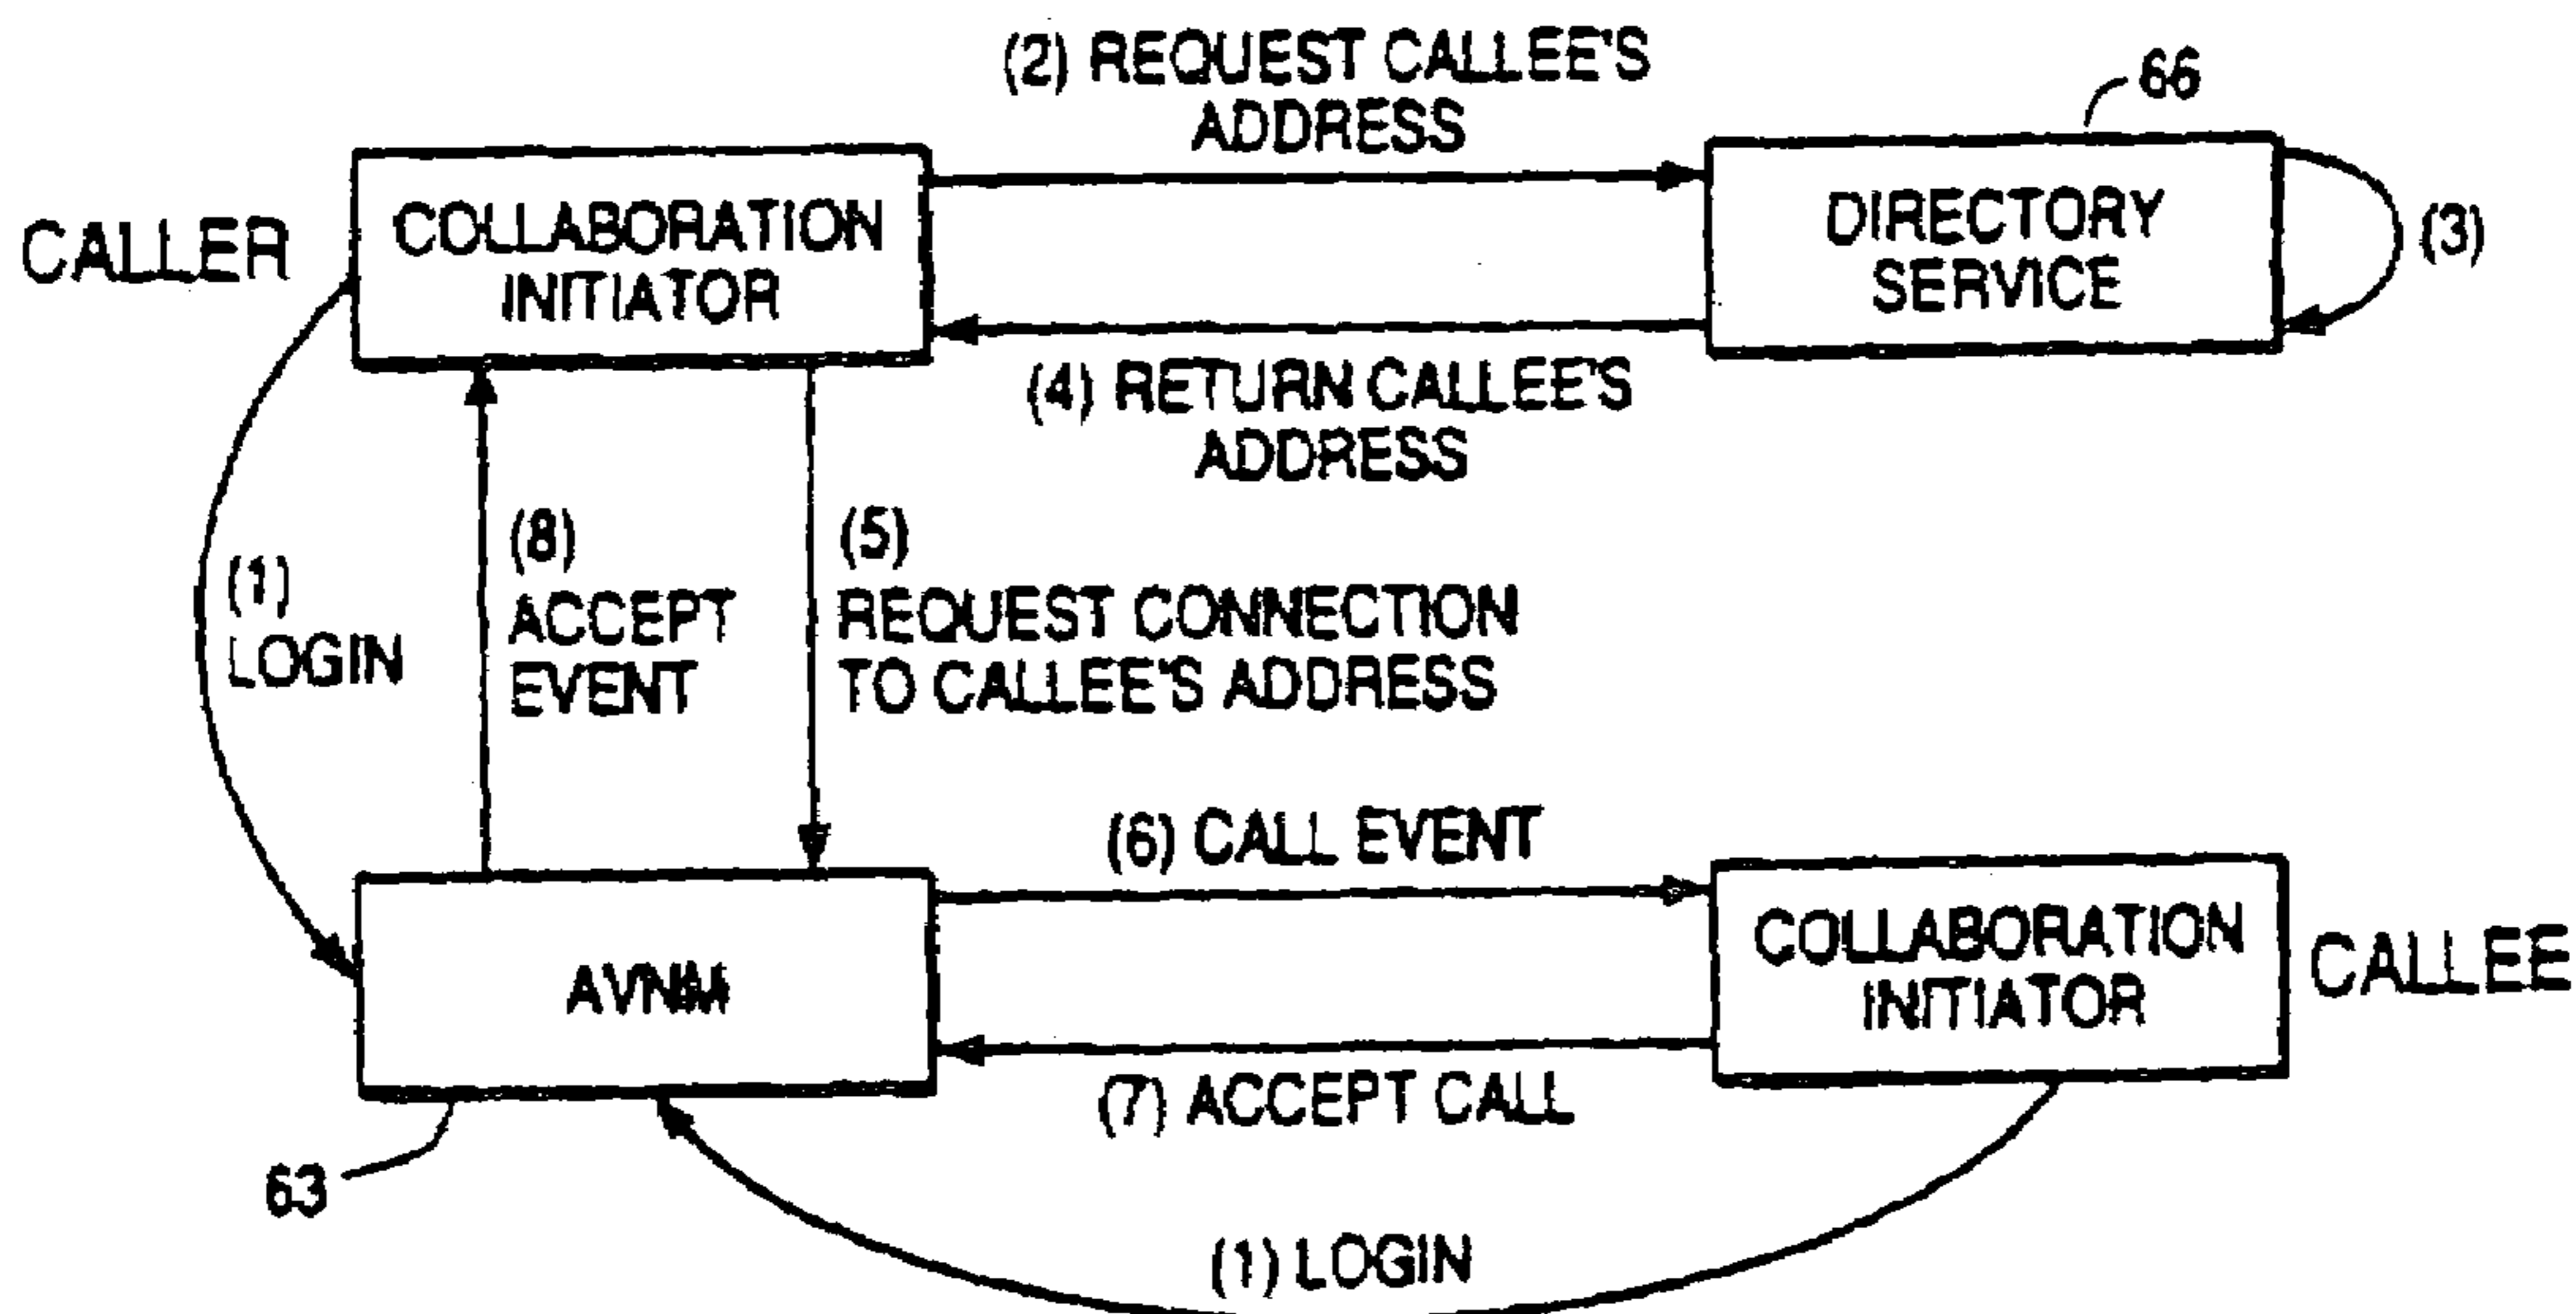 (2) REQUEST CALLEE'S
ADDRESS
66
CALLER
COLLABORATION
INITIATOR
DIRECTORY
SERVICE
(3)
(4) RETURN CALLEE'S
ADDRESS
(1)
LOGIN
(8)
ACCEPT
EVENT
(5)
REQUEST CONNECTION
TO CALLEE'S ADDRESS
(6) CALL EVENT
AVNM
COLLABORATION
INITIATOR
CALLEE
(7) ACCEPT CALL
63
(1) LOGIN